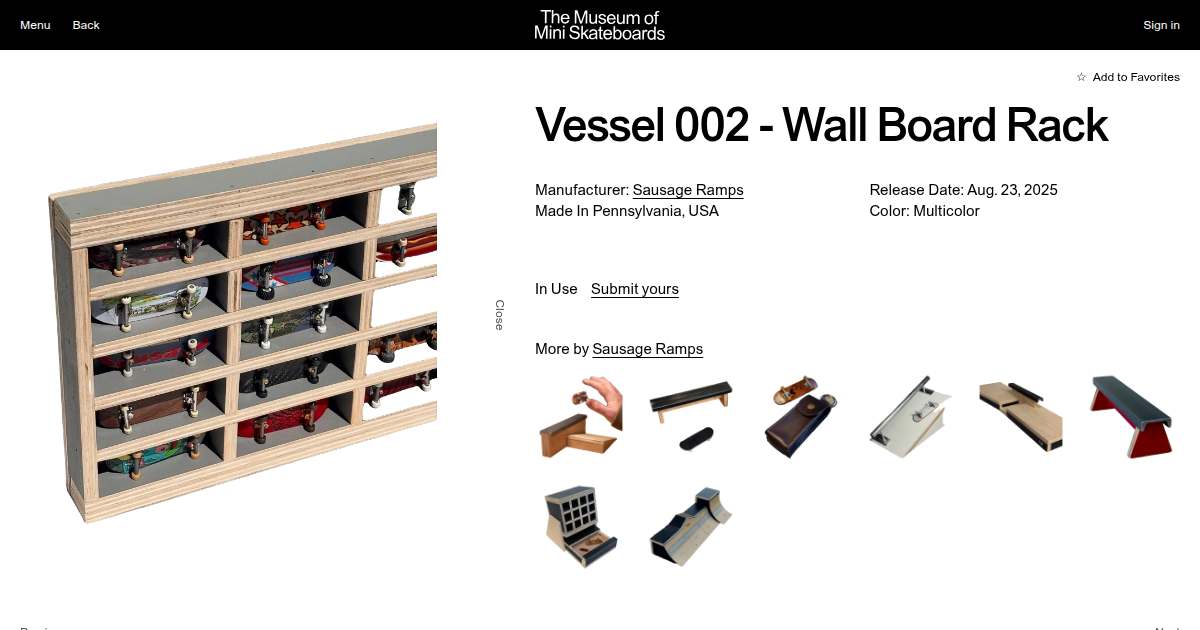 Menu
Back
The Museum of
Mini Skateboards
Sign in
☆ Add to Favorites
Vessel 002 - Wall Board Rack
Manufacturer: Sausage Ramps
Made In Pennsylvania, USA
Release Date: Aug. 23, 2025
Color: Multicolor
Close
In Use
Submit yours
More by Sausage Ramps